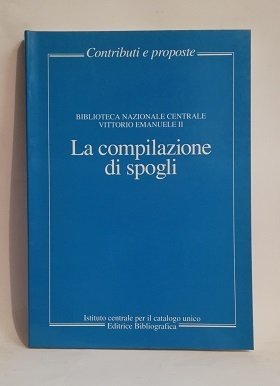 Contributi e proposte
BIBLIOTECA NAZIONALE CENTRALE
VITTORIO EMANUELE II
La compilazione
di spogli
Istituto centrale per il catalogo unico
Editrice Bibliografica